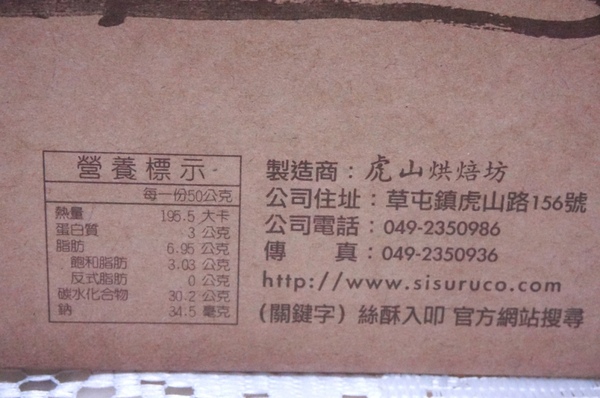 營養標示
每一份50公克
熱量 195.5 大卡
蛋白質 3 公克
脂肪 6.95 公克
飽和脂肪 3.03 公克
反式脂肪 0 公克
碳水化合物 30.2 公克
鈉 34.5 毫克
製造商：虎山烘焙坊
公司住址：草屯鎮虎山路156號
公司電話：049-2350986
傳　　真：049-2350936
http://www.sisuruco.com
(關鍵字) 絲酥入叩 官方網站搜尋